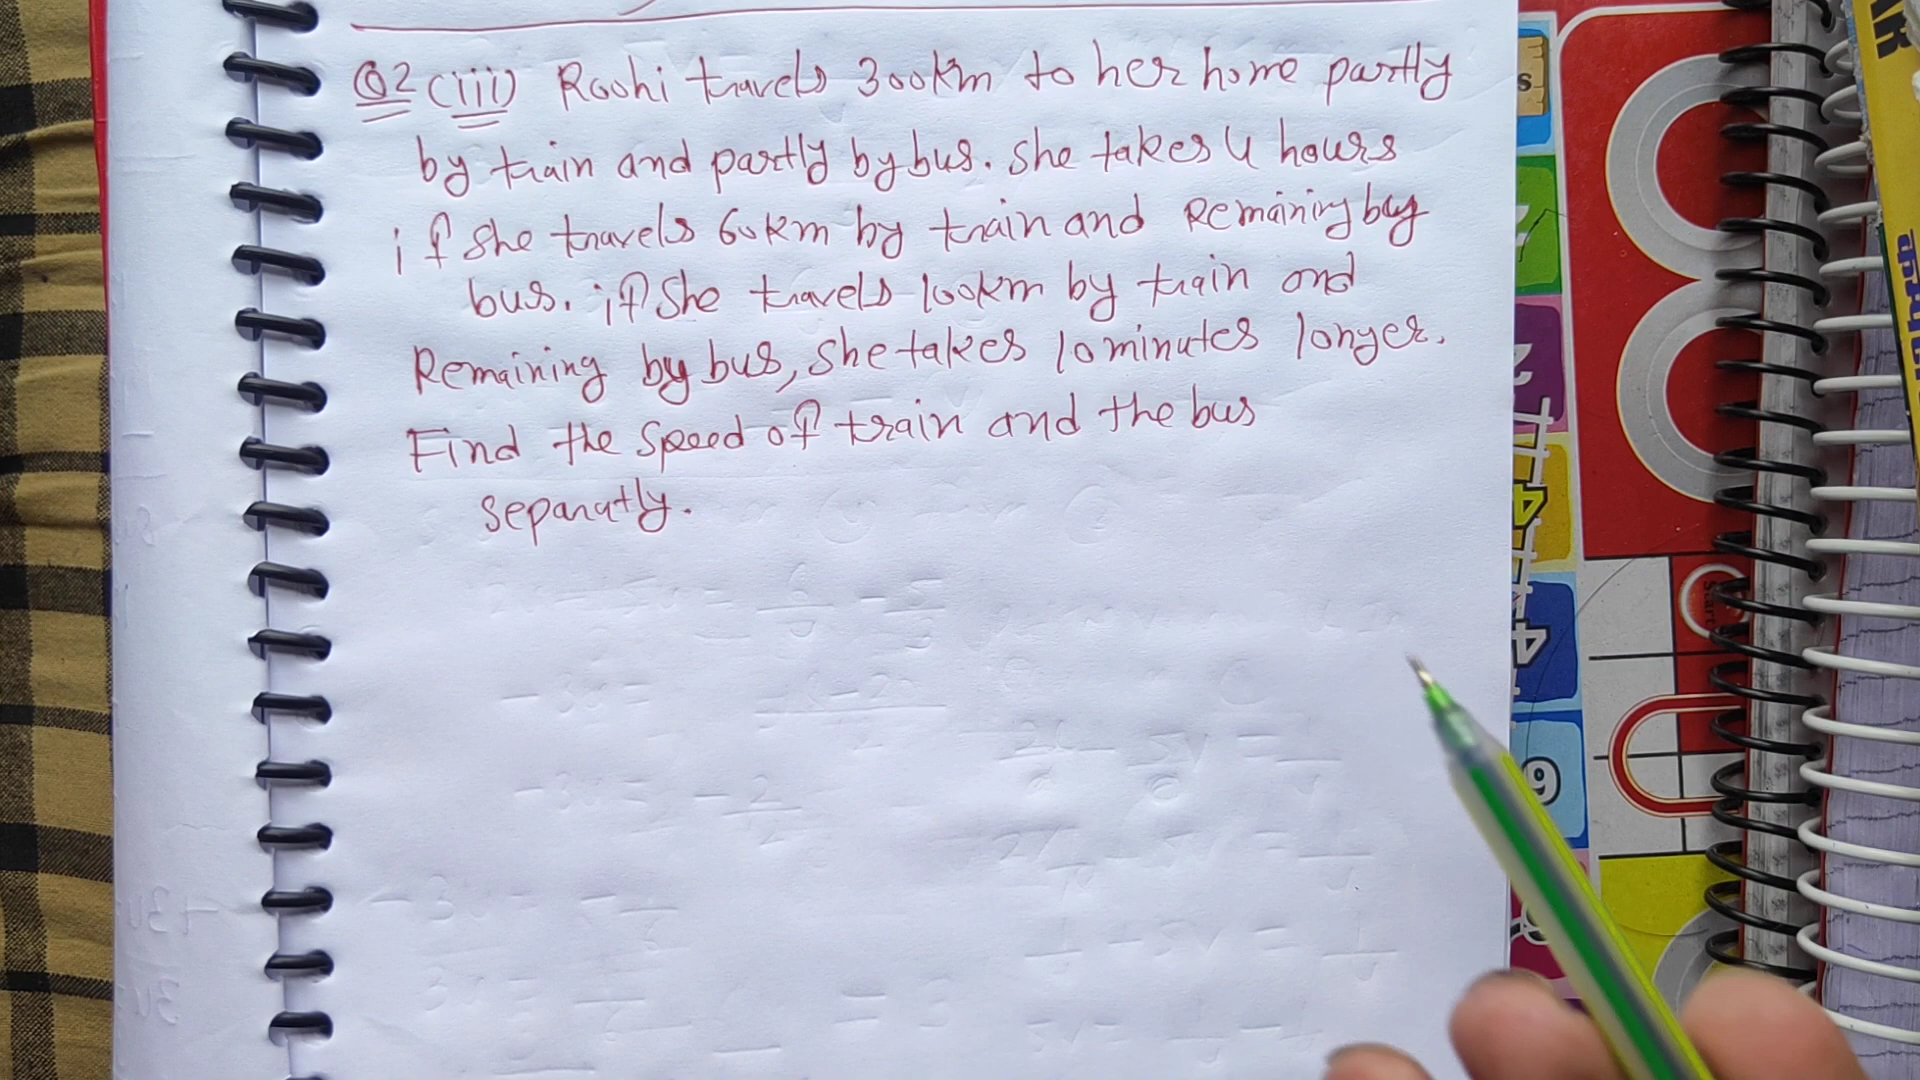 Q2 (iii) Roohi travels 300km to her home partly
by train and partly by bus. She takes 4 hours
if She travels 60km by train and Remaining by
bus. if She travels 100km by train and
Remaining by bus, She takes 10 minutes longer.
Find the Speed of train and the bus
separatly.